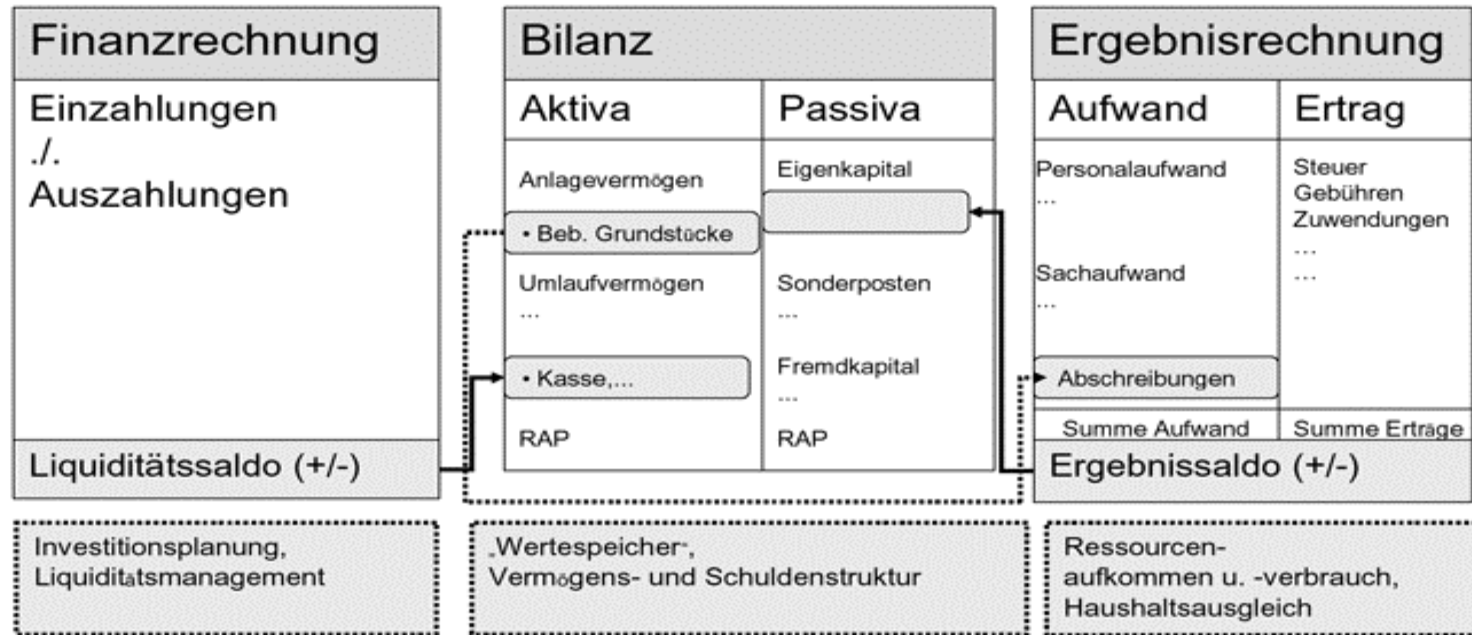 Finanzrechnung
Einzahlungen
./.
Auszahlungen
Liquiditätssaldo (+/-)
Investitionsplanung,
Liquiditätsmanagement
Bilanz
Aktiva
Anlagevermögen
• Beb. Grundstücke
Umlaufvermögen
...
• Kasse,...
RAP
Passiva
Eigenkapital
Sonderposten
...
Fremdkapital
...
RAP
„Wertespeicher“,
Vermögens- und Schuldenstruktur
Ergebnisrechnung
Aufwand
Personalaufwand
...
Sachaufwand
...
Abschreibungen
Summe Aufwand
Ertrag
Steuer
Gebühren
Zuwendungen
...
...
Summe Erträge
Ergebnissaldo (+/-)
Ressourcen-
aufkommen u. -verbrauch,
Haushaltsausgleich